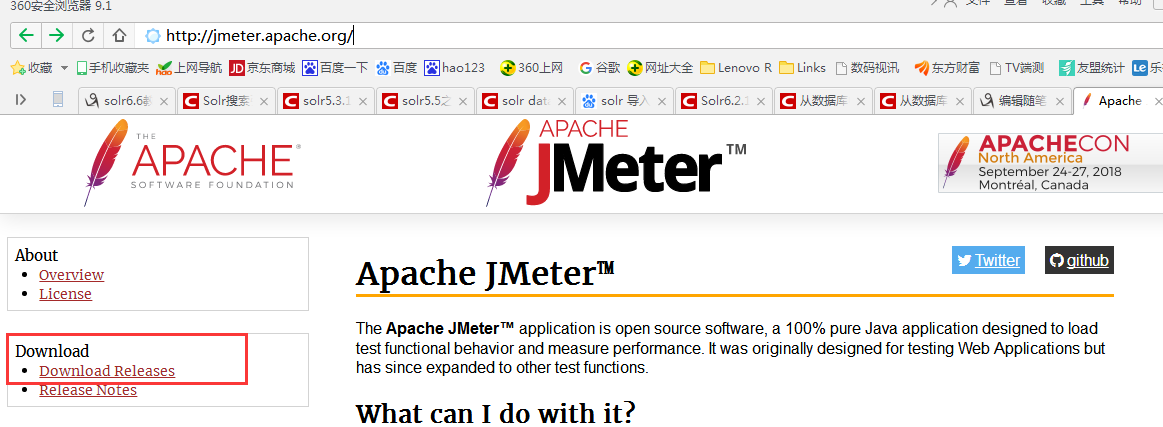 360安全浏览器 9.1
文件 查看 收藏 工具 帮助
http://jmeter.apache.org/
收藏 手机收藏夹 上网导航 京东商城 百度一下 百度 hao123 360上网 谷歌 网址大全 Lenovo R Links 数码视讯 东方财富 TV端测 友盟统计 乐
solr6.6教 Solr搜索 solr5.3.1 solr5.5之 solr data solr 导入 Solr6.2.1 从数据库 从数据库 编辑随笔 Apache
THE
APACHE®
SOFTWARE FOUNDATION
APACHE
JMeter™
APACHECON
North America
September 24-27, 2018
Montréal, Canada
About
Overview
License
Download
Download Releases
Release Notes
Apache JMeter™
Twitter
github
The Apache JMeter™ application is open source software, a 100% pure Java application designed to load
test functional behavior and measure performance. It was originally designed for testing Web Applications but
has since expanded to other test functions.
What can I do with it?